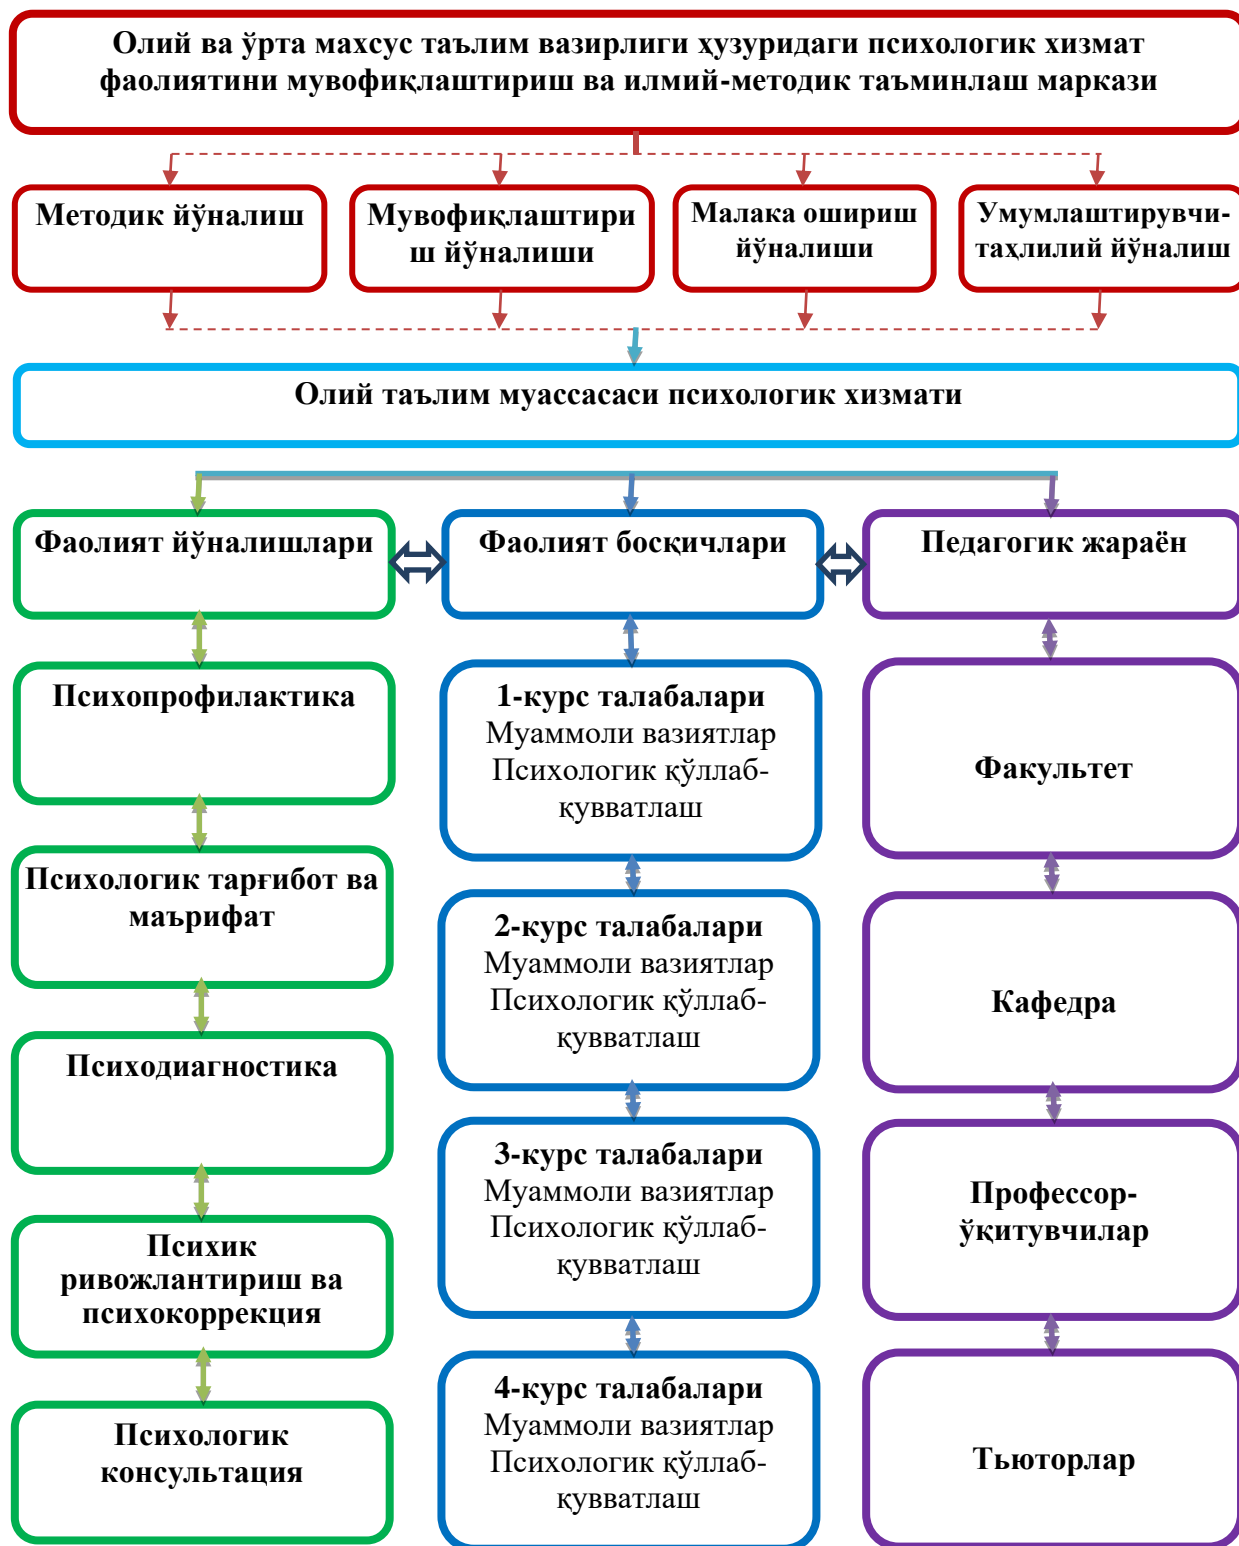 Олий ва ўрта махсус таълим вазирлиги ҳузуридаги психологик хизмат
фаолиятини мувофиқлаштириш ва илмий-методик таъминлаш маркази
Методик йўналиш
Мувофиқлаштири
ш йўналиши
Малака ошириш
йўналиши
Умумлаштирувчи-
таҳлилий йўналиш
Олий таълим муассасаси психологик хизмати
Фаолият йўналишлари
Фаолият босқичлари
Педагогик жараён
Психопрофилактика
Психологик тарғибот ва
маърифат
Психодиагностика
Психик
ривожлантириш ва
психокоррекция
Психологик
консультация
1-курс талабалари
Муаммоли вазиятлар
Психологик қўллаб-
қувватлаш
2-курс талабалари
Муаммоли вазиятлар
Психологик қўллаб-
қувватлаш
3-курс талабалари
Муаммоли вазиятлар
Психологик қўллаб-
қувватлаш
4-курс талабалари
Муаммоли вазиятлар
Психологик қўллаб-
қувватлаш
Факультет
Кафедра
Профессор-
ўқитувчилар
Тьюторлар